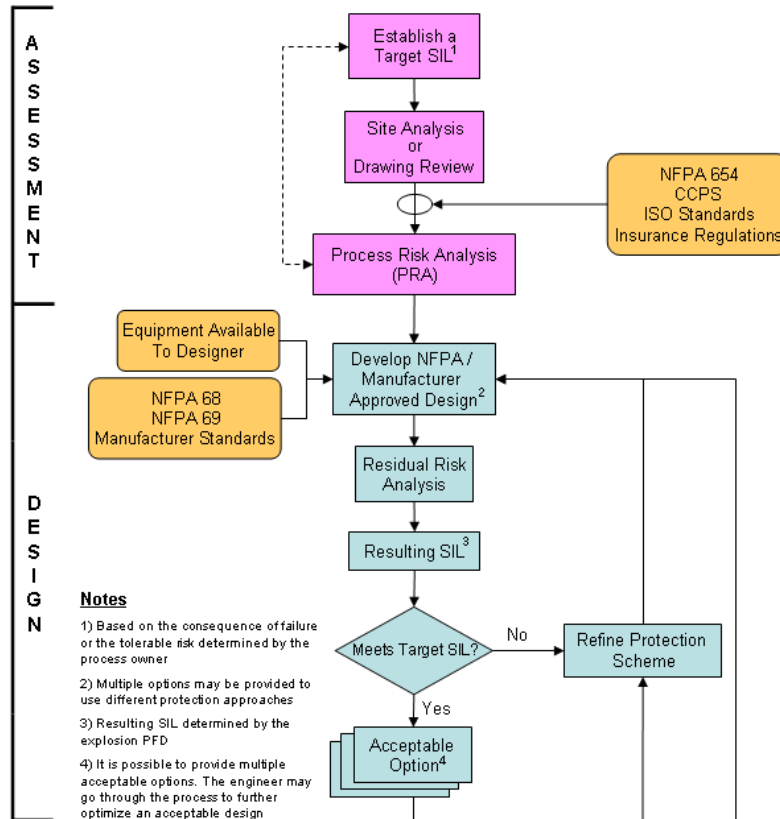 ASSESSMENT
Establish a
Target SIL1
Site Analysis
or
Drawing Review
NFPA 654
CCPS
ISO Standards
Insurance Regulations
Process Risk Analysis
(PRA)
DESIGN
Equipment Available
To Designer
NFPA 68
NFPA 69
Manufacturer Standards
Develop NFPA /
Manufacturer
Approved Design2
Residual Risk
Analysis
Resulting SIL3
Meets Target SIL?
No
Refine Protection
Scheme
Yes
Acceptable
Option4
Notes
1) Based on the consequence of failure
or the tolerable risk determined by the
process owner
2) Multiple options may be provided to
use different protection approaches
3) Resulting SIL determined by the
explosion PFD
4) It is possible to provide multiple
acceptable options. The engineer may
go through the process to further
optimize an acceptable design